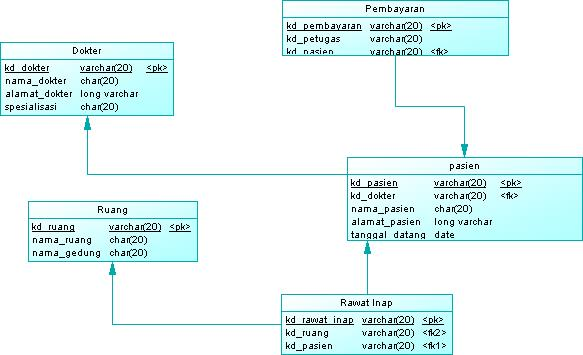 Pembayaran
kd_pembayaran varchar(20) <pk>
kd_petugas varchar(20)
kd_pasien varchar(20) <fk>
Dokter
kd_dokter varchar(20) <pk>
nama_dokter char(20)
alamat_dokter long varchar
spesialisasi char(20)
pasien
kd_pasien varchar(20) <pk>
kd_dokter varchar(20) <fk>
nama_pasien char(20)
alamat_pasien long varchar
tanggal_datang date
Ruang
kd_ruang varchar(20) <pk>
nama_ruang char(20)
nama_gedung char(20)
Rawat Inap
kd_rawat_inap varchar(20) <pk>
kd_ruang varchar(20) <fk2>
kd_pasien varchar(20) <fk1>